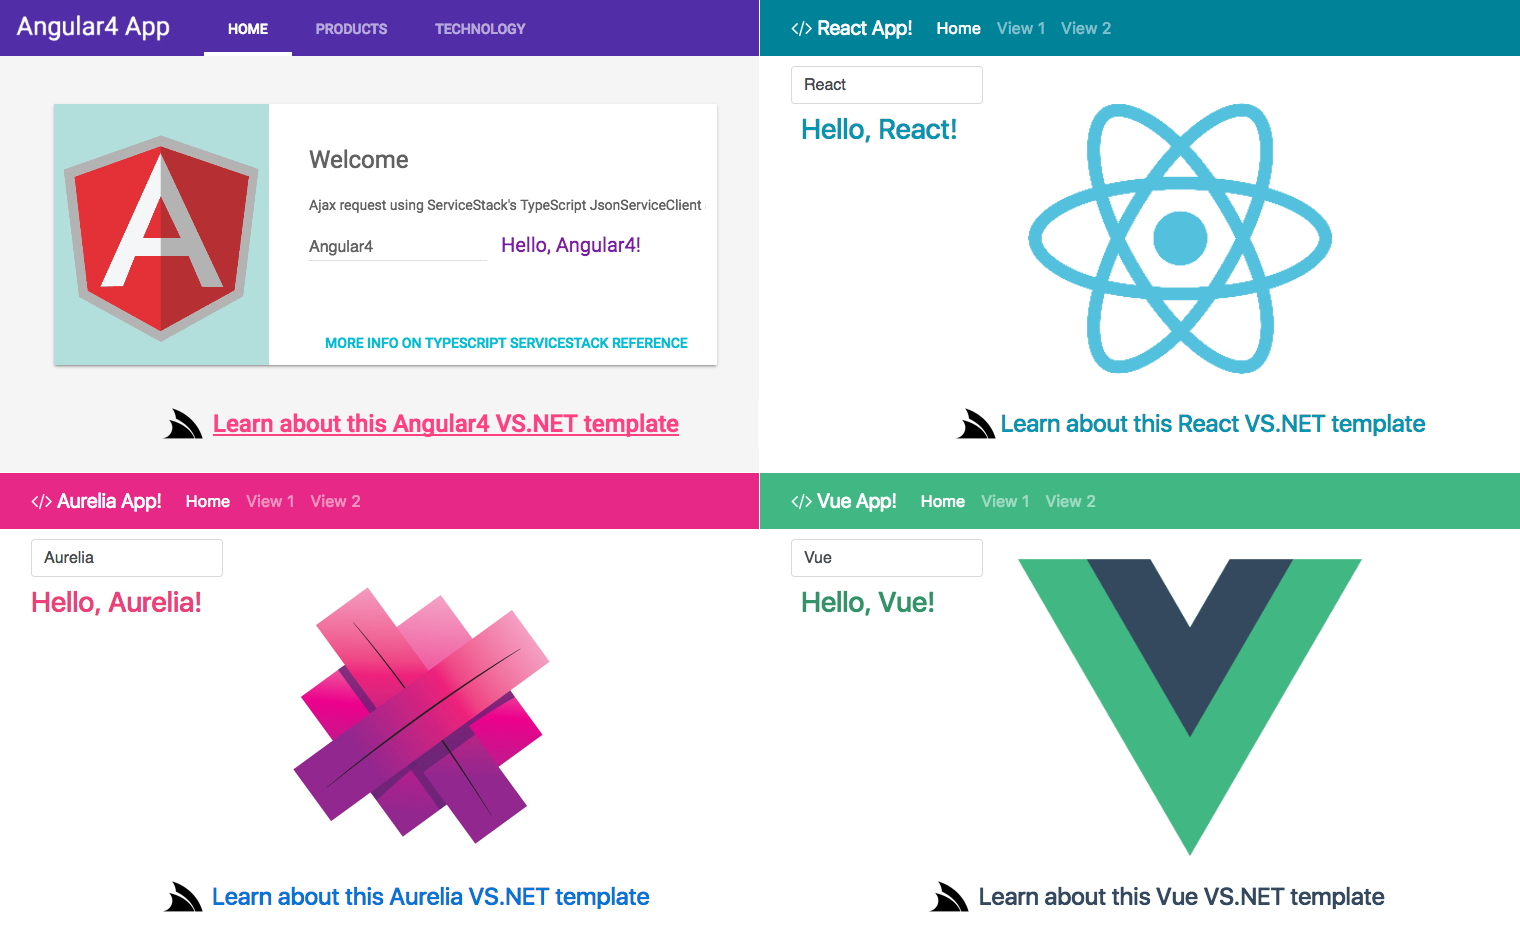 Angular4 App HOME PRODUCTS TECHNOLOGY
Welcome
Ajax request using ServiceStack's TypeScript JsonServiceClient
Angular4 Hello, Angular4!
MORE INFO ON TYPESCRIPT SERVICESTACK REFERENCE
Learn about this Angular4 VS.NET template
</> React App! Home View 1 View 2
React
Hello, React!
Learn about this React VS.NET template
</> Aurelia App! Home View 1 View 2
Aurelia
Hello, Aurelia!
Learn about this Aurelia VS.NET template
</> Vue App! Home View 1 View 2
Vue
Hello, Vue!
Learn about this Vue VS.NET template